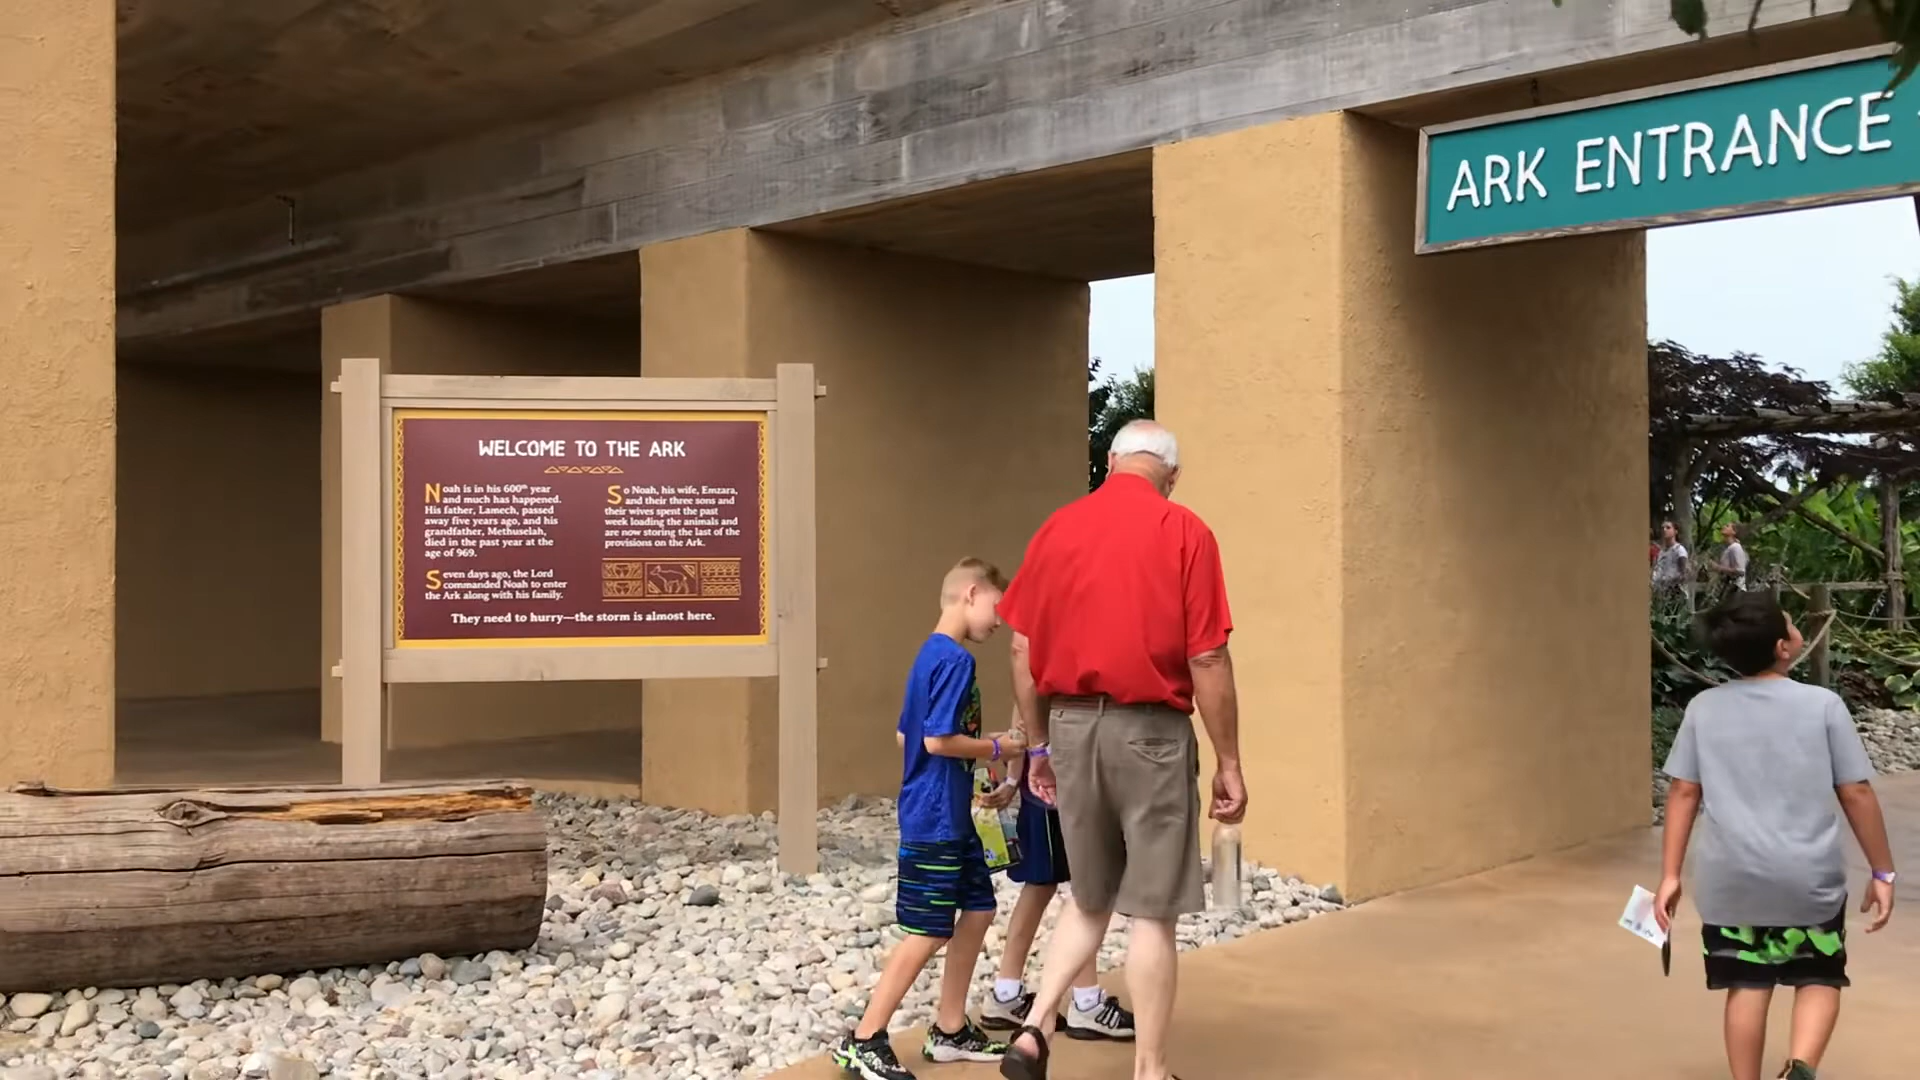 ARK ENTRANCE
WELCOME TO THE ARK
Noah is in his 600th year
and much has happened.
His father, Lamech, passed
away five years ago, and his
grandfather, Methuselah,
died in the past year at the
age of 969.
Seven days ago, the Lord
commanded Noah to enter
the Ark along with his family.
So Noah, his wife, Emzara,
and their three sons and
their wives spent the past
week loading the animals and
are now storing the last of the
provisions on the Ark.
They need to hurry—the storm is almost here.